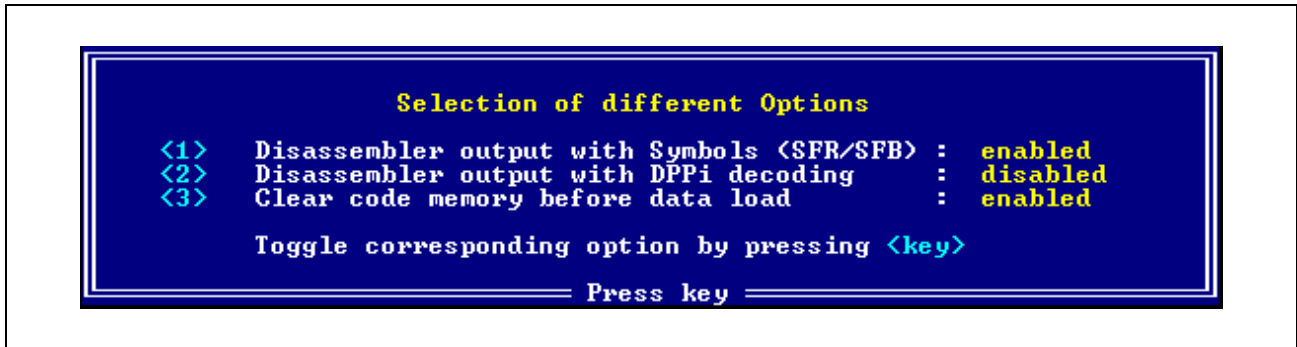 Selection of different Options
<1> Disassembler output with Symbols (SFR/SFB) : enabled
<2> Disassembler output with DPPi decoding : disabled
<3> Clear code memory before data load : enabled
Toggle corresponding option by pressing <key>
Press key